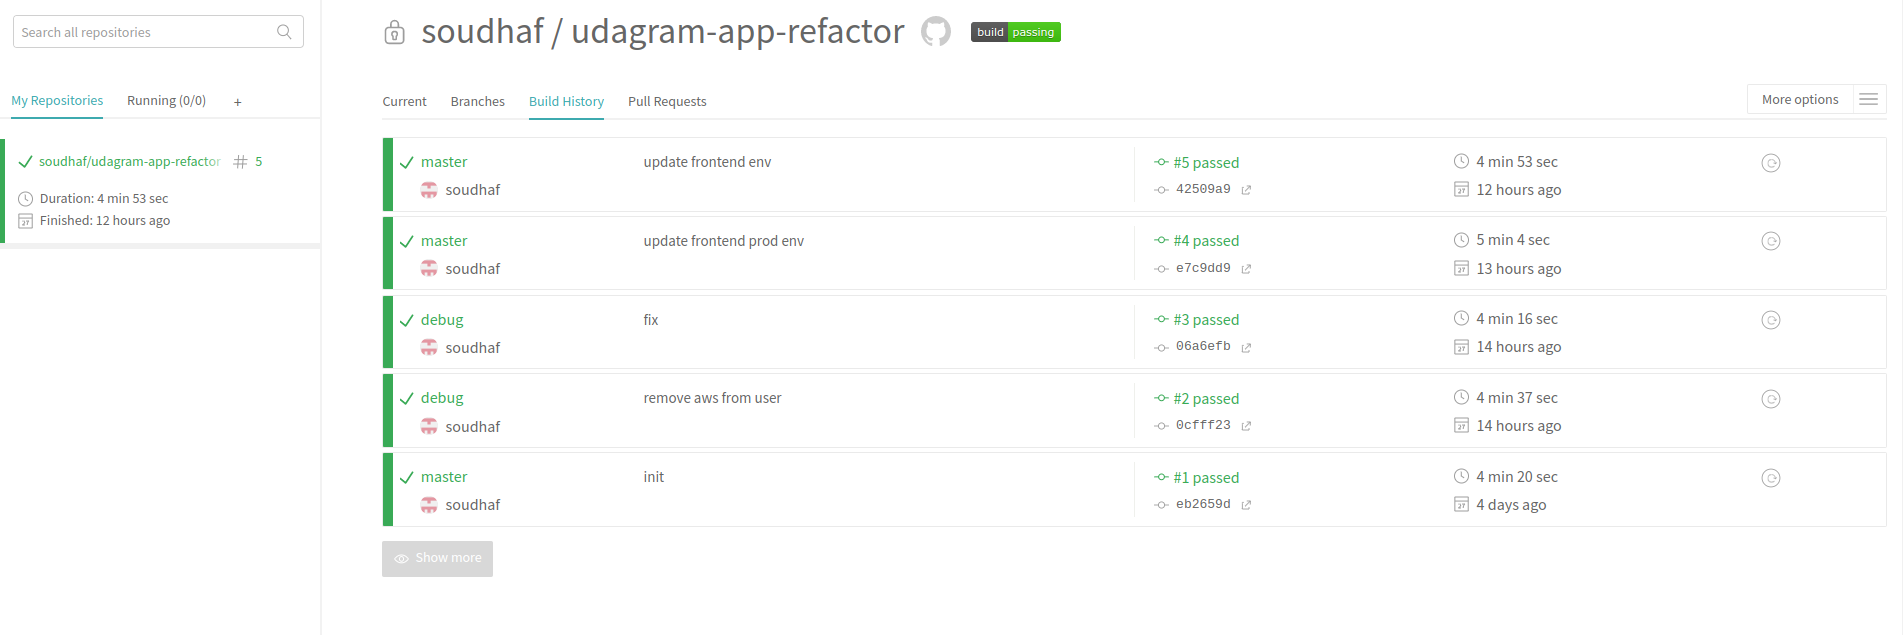 Search all repositories
My Repositories Running (0/0) +
soudhaf/udagram-app-refactor # 5
Duration: 4 min 53 sec
Finished: 12 hours ago
soudhaf / udagram-app-refactor build passing
Current Branches Build History Pull Requests More options
master update frontend env #5 passed 4 min 53 sec
soudhaf 42509a9 12 hours ago
master update frontend prod env #4 passed 5 min 4 sec
soudhaf e7c9dd9 13 hours ago
debug fix #3 passed 4 min 16 sec
soudhaf 06a6efb 14 hours ago
debug remove aws from user #2 passed 4 min 37 sec
soudhaf 0cfff23 14 hours ago
master init #1 passed 4 min 20 sec
soudhaf eb2659d 4 days ago
Show more